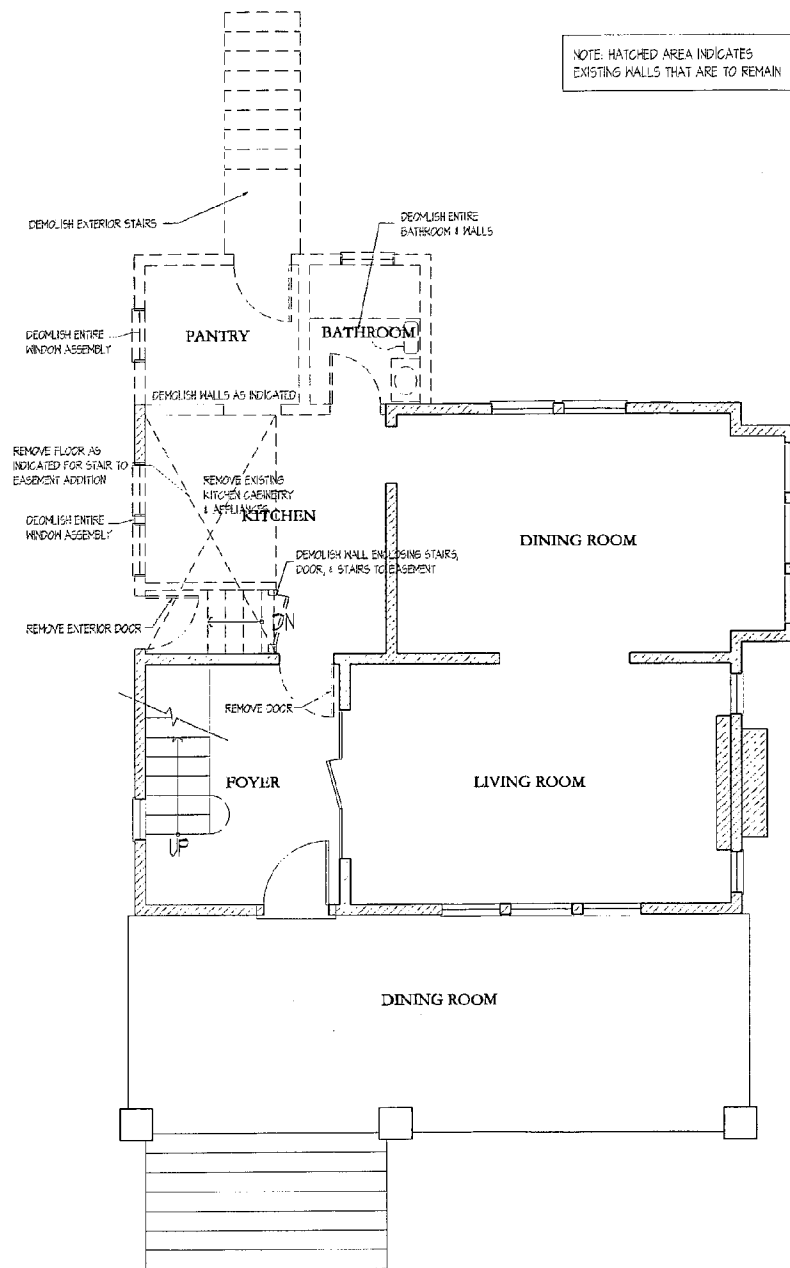 NOTE: HATCHED AREA INDICATES
EXISTING WALLS THAT ARE TO REMAIN
DEMOLISH EXTERIOR STAIRS
DEOMLISH ENTIRE
BATHROOM & WALLS
PANTRY
BATHROOM
DEOMLISH ENTIRE
WINDOW ASSEMBLY
DEMOLISH WALLS AS INDICATED
REMOVE FLOOR AS
INDICATED FOR STAIR TO
EASEMENT ADDITION
REMOVE EXISTING
KITCHEN CABINETRY
& APPLIANCES
KITCHEN
DEOMLISH ENTIRE
WINDOW ASSEMBLY
DINING ROOM
DEMOLISH WALL ENCLOSING STAIRS,
DOOR, & STAIRS TO EASEMENT
REMOVE EXTERIOR DOOR
DN
REMOVE DOOR
FOYER
LIVING ROOM
UP
DINING ROOM